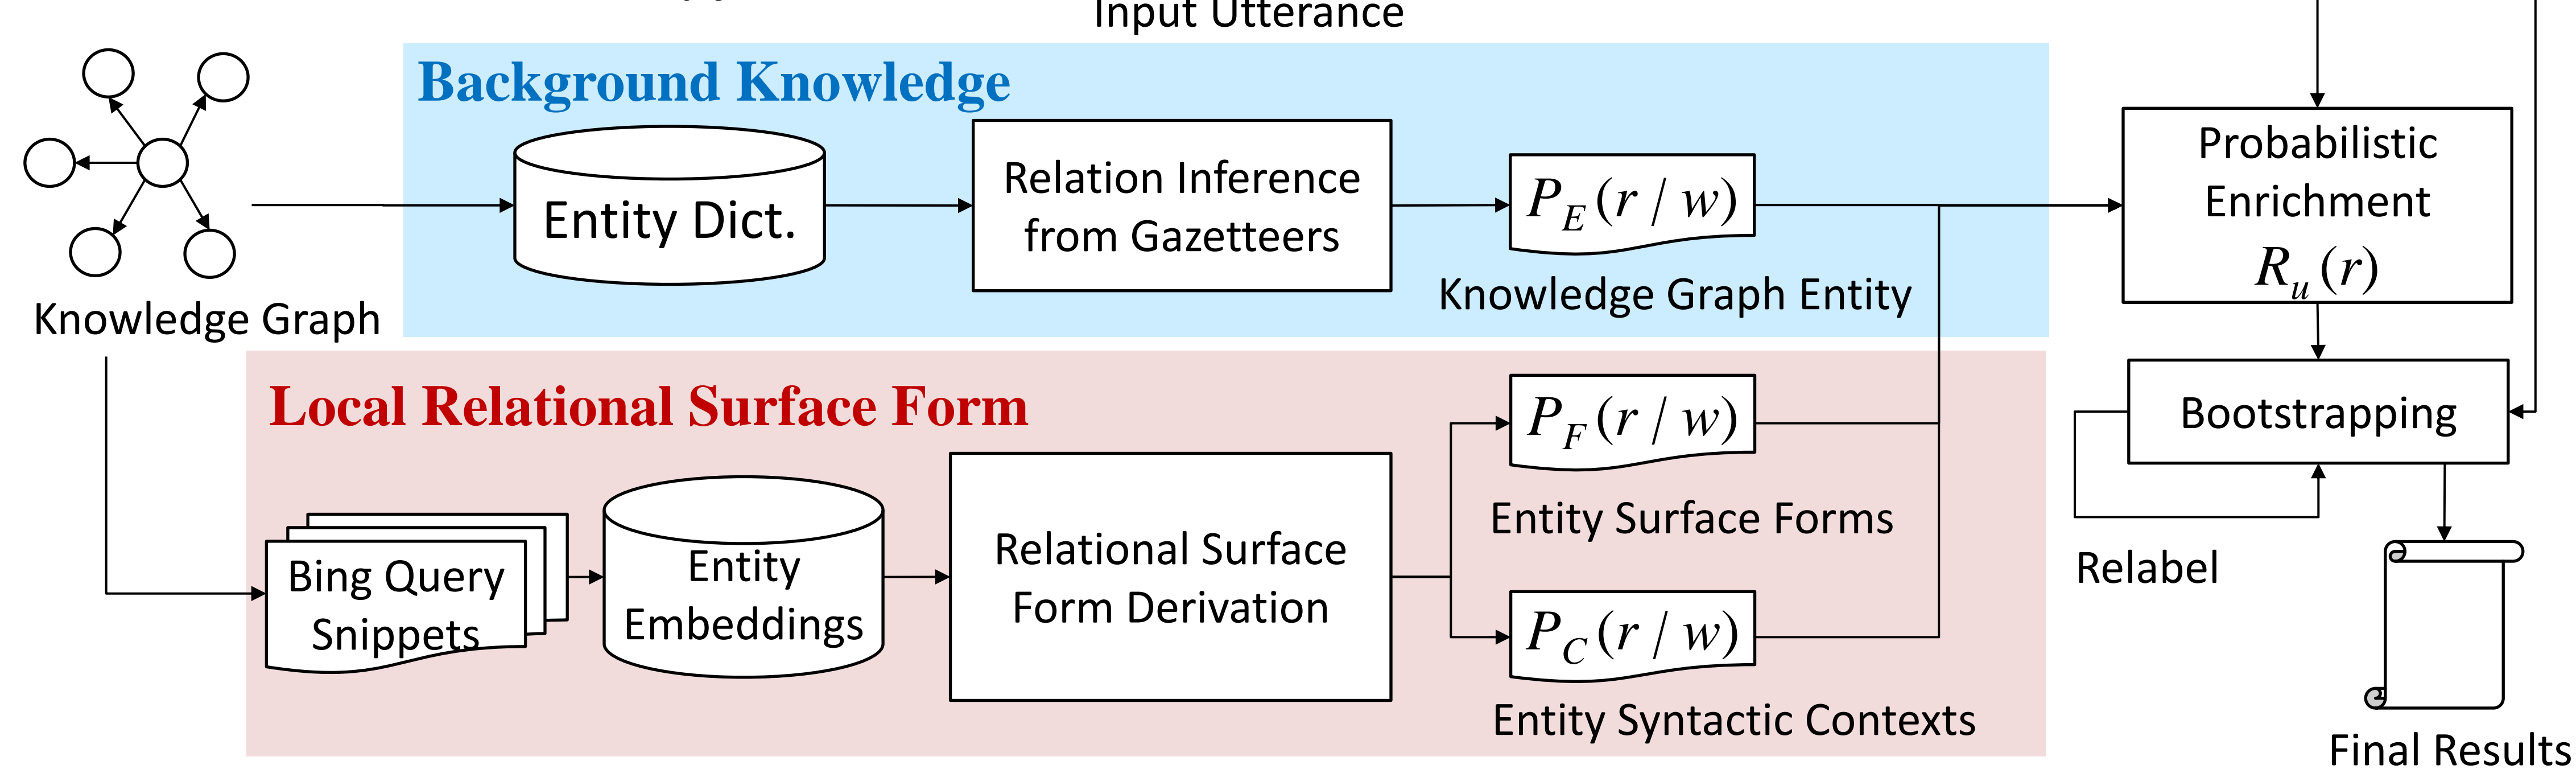 Input Utterance
Background Knowledge
Knowledge Graph
Entity Dict.
Relation Inference
from Gazetteers
P_E(r / w)
Knowledge Graph Entity
Probabilistic
Enrichment
R_u(r)
Local Relational Surface Form
Bing Query
Snippets
Entity
Embeddings
Relational Surface
Form Derivation
P_F(r / w)
Entity Surface Forms
P_C(r / w)
Entity Syntactic Contexts
Bootstrapping
Relabel
Final Results